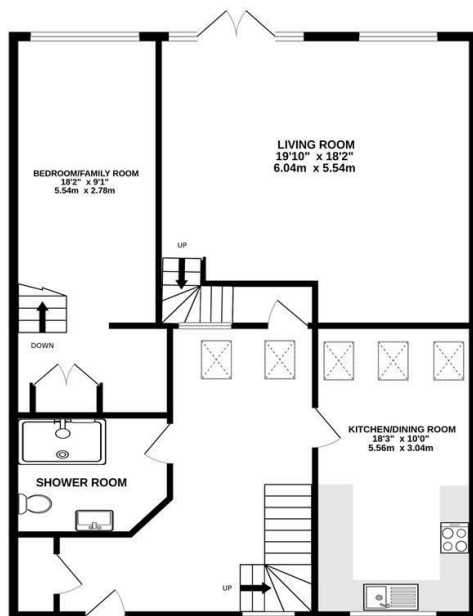 LIVING ROOM
19'10" x 18'2"
6.04m x 5.54m
BEDROOM/FAMILY ROOM
18'2" x 9'1"
5.54m x 2.78m
UP
DOWN
KITCHEN/DINING ROOM
18'3" x 10'0"
5.56m x 3.04m
SHOWER ROOM
UP